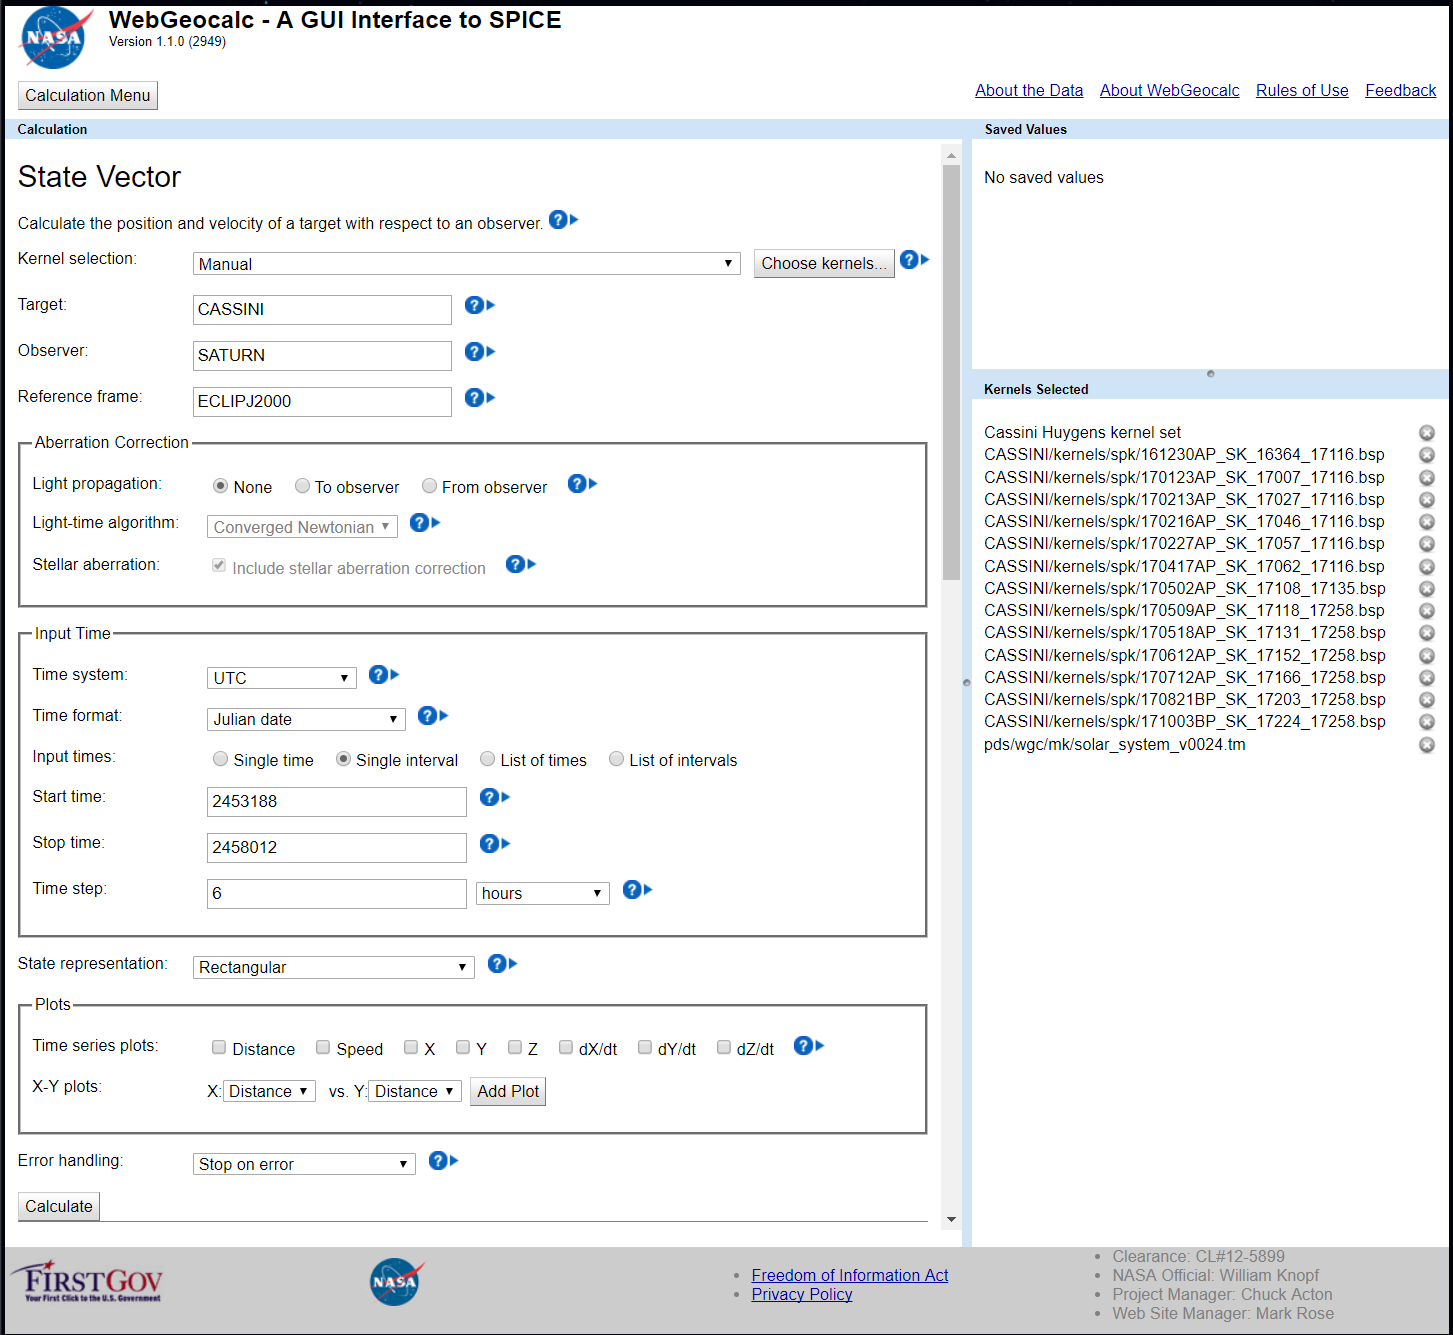 WebGeocalc - A GUI Interface to SPICE
Version 1.1.0 (2949)
NASA
Calculation Menu
About the Data About WebGeocalc Rules of Use Feedback
Calculation
State Vector
Calculate the position and velocity of a target with respect to an observer. ?
Kernel selection: Manual Choose kernels... ?
Target: CASSINI ?
Observer: SATURN ?
Reference frame: ECLIPJ2000 ?
Aberration Correction
Light propagation: None To observer From observer ?
Light-time algorithm: Converged Newtonian ?
Stellar aberration: Include stellar aberration correction ?
Input Time
Time system: UTC ?
Time format: Julian date ?
Input times: Single time Single interval List of times List of intervals
Start time: 2453188 ?
Stop time: 2458012 ?
Time step: 6 hours ?
State representation: Rectangular ?
Plots
Time series plots: Distance Speed X Y Z dX/dt dY/dt dZ/dt ?
X-Y plots: X: Distance vs. Y: Distance Add Plot
Error handling: Stop on error ?
Calculate
Saved Values
No saved values
Kernels Selected
Cassini Huygens kernel set
CASSINI/kernels/spk/161230AP_SK_16364_17116.bsp
CASSINI/kernels/spk/170123AP_SK_17007_17116.bsp
CASSINI/kernels/spk/170213AP_SK_17027_17116.bsp
CASSINI/kernels/spk/170216AP_SK_17046_17116.bsp
CASSINI/kernels/spk/170227AP_SK_17057_17116.bsp
CASSINI/kernels/spk/170417AP_SK_17062_17116.bsp
CASSINI/kernels/spk/170502AP_SK_17108_17135.bsp
CASSINI/kernels/spk/170509AP_SK_17118_17258.bsp
CASSINI/kernels/spk/170518AP_SK_17131_17258.bsp
CASSINI/kernels/spk/170612AP_SK_17152_17258.bsp
CASSINI/kernels/spk/170712AP_SK_17166_17258.bsp
CASSINI/kernels/spk/170821BP_SK_17203_17258.bsp
CASSINI/kernels/spk/171003BP_SK_17224_17258.bsp
pds/wgc/mk/solar_system_v0024.tm
FIRSTGOV
Your First Click to the U.S. Government
NASA
Freedom of Information Act
Privacy Policy
Clearance: CL#12-5899
NASA Official: William Knopf
Project Manager: Chuck Acton
Web Site Manager: Mark Rose